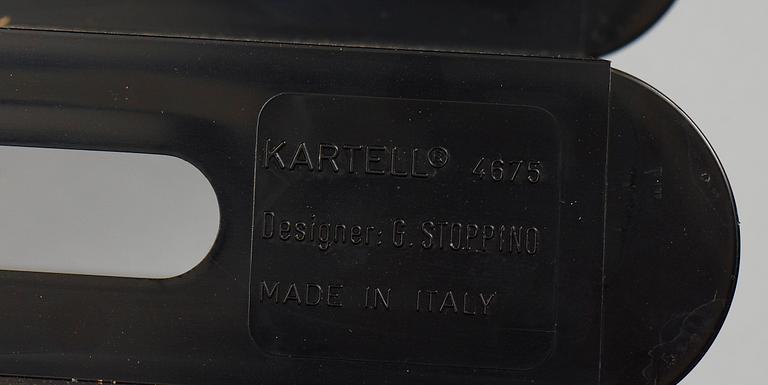 KARTELL® 4675
Designer: G. STOPPINO
MADE IN ITALY